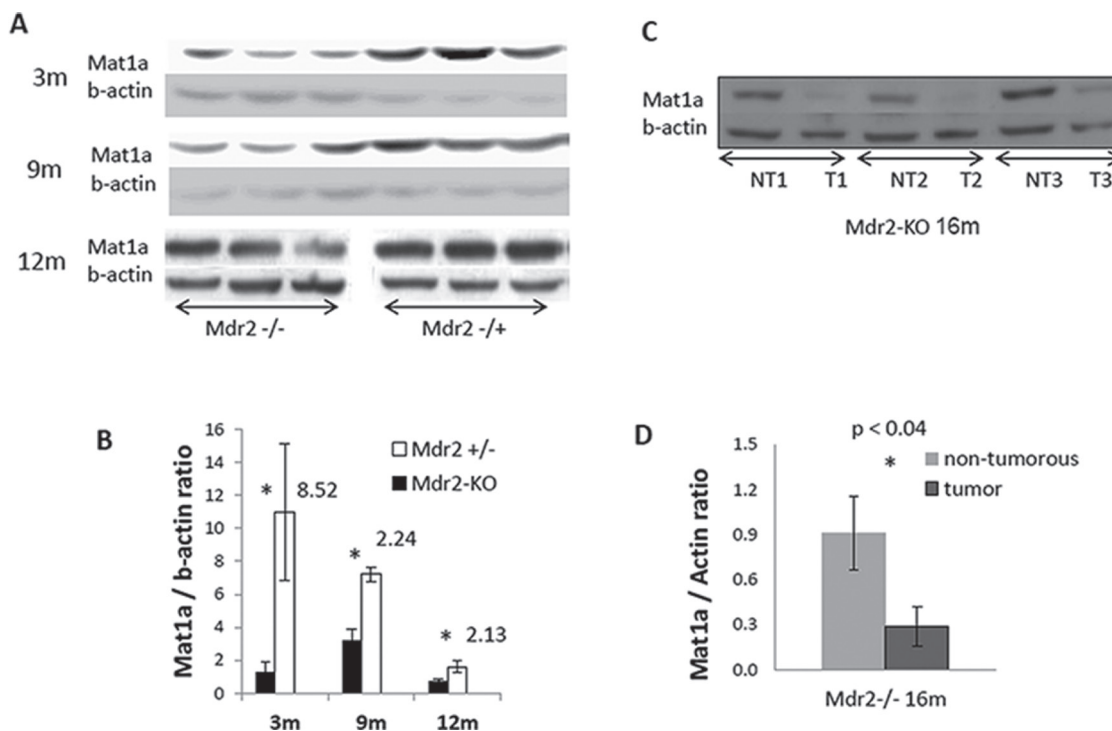 A
3m
Mat1a
b-actin
9m
Mat1a
b-actin
12m
Mat1a
b-actin
Mdr2 -/- Mdr2 -/+
C
Mat1a
b-actin
NT1 T1 NT2 T2 NT3 T3
Mdr2-KO 16m
B
Mat1a / b-actin ratio
16
14
12
10
8
6
4
2
0
Mdr2 +/-
Mdr2-KO
* 8.52
* 2.24
* 2.13
3m 9m 12m
D
Mat1a / Actin ratio
1.5
1.2
0.9
0.6
0.3
0.0
p < 0.04
*
non-tumorous
tumor
Mdr2-/- 16m